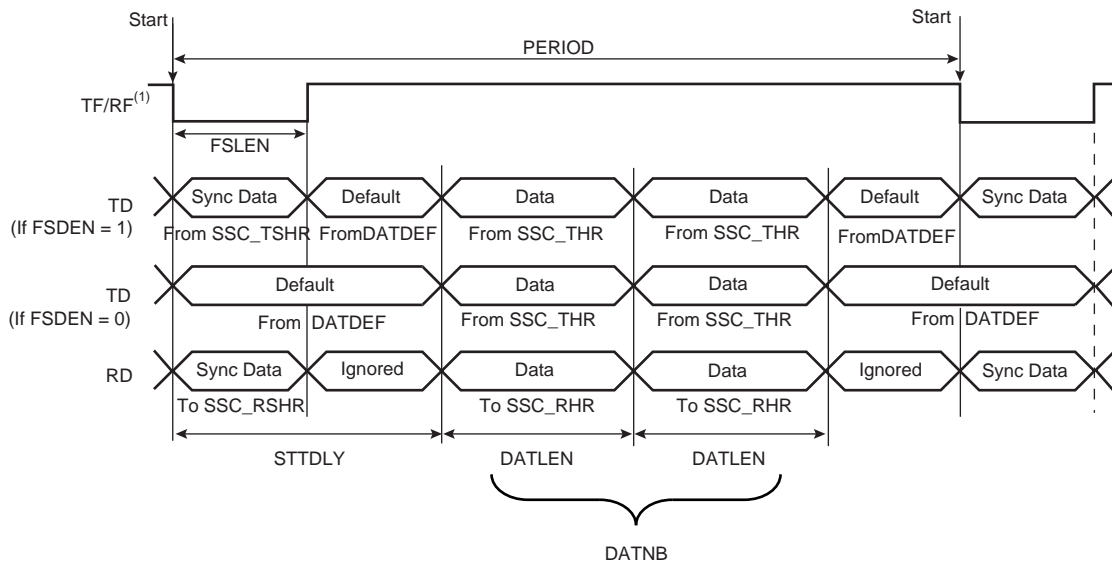 Start Start
PERIOD
TF/RF(1)
FSLEN
TD
(If FSDEN = 1)
Sync Data Default Data Data Default Sync Data
From SSC_TSHR FromDATDEF From SSC_THR From SSC_THR FromDATDEF
TD
(If FSDEN = 0)
Default Data Data Default
From DATDEF From SSC_THR From SSC_THR From DATDEF
RD Sync Data Ignored Data Data Ignored Sync Data
To SSC_RSHR To SSC_RHR To SSC_RHR
STTDLY DATLEN DATLEN
DATNB